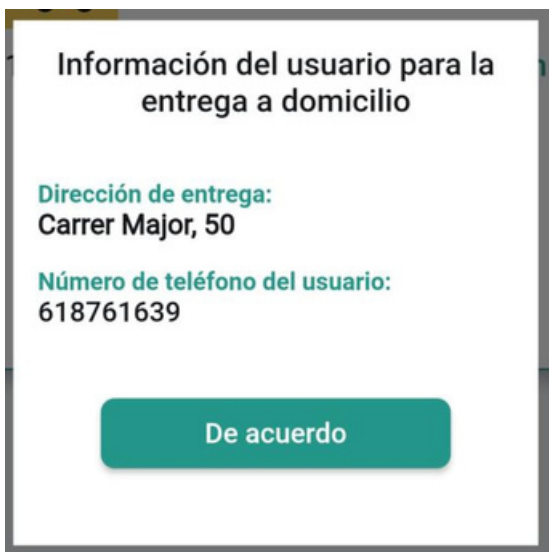 Información del usuario para la
entrega a domicilio
Dirección de entrega:
Carrer Major, 50
Número de teléfono del usuario:
618761639
De acuerdo